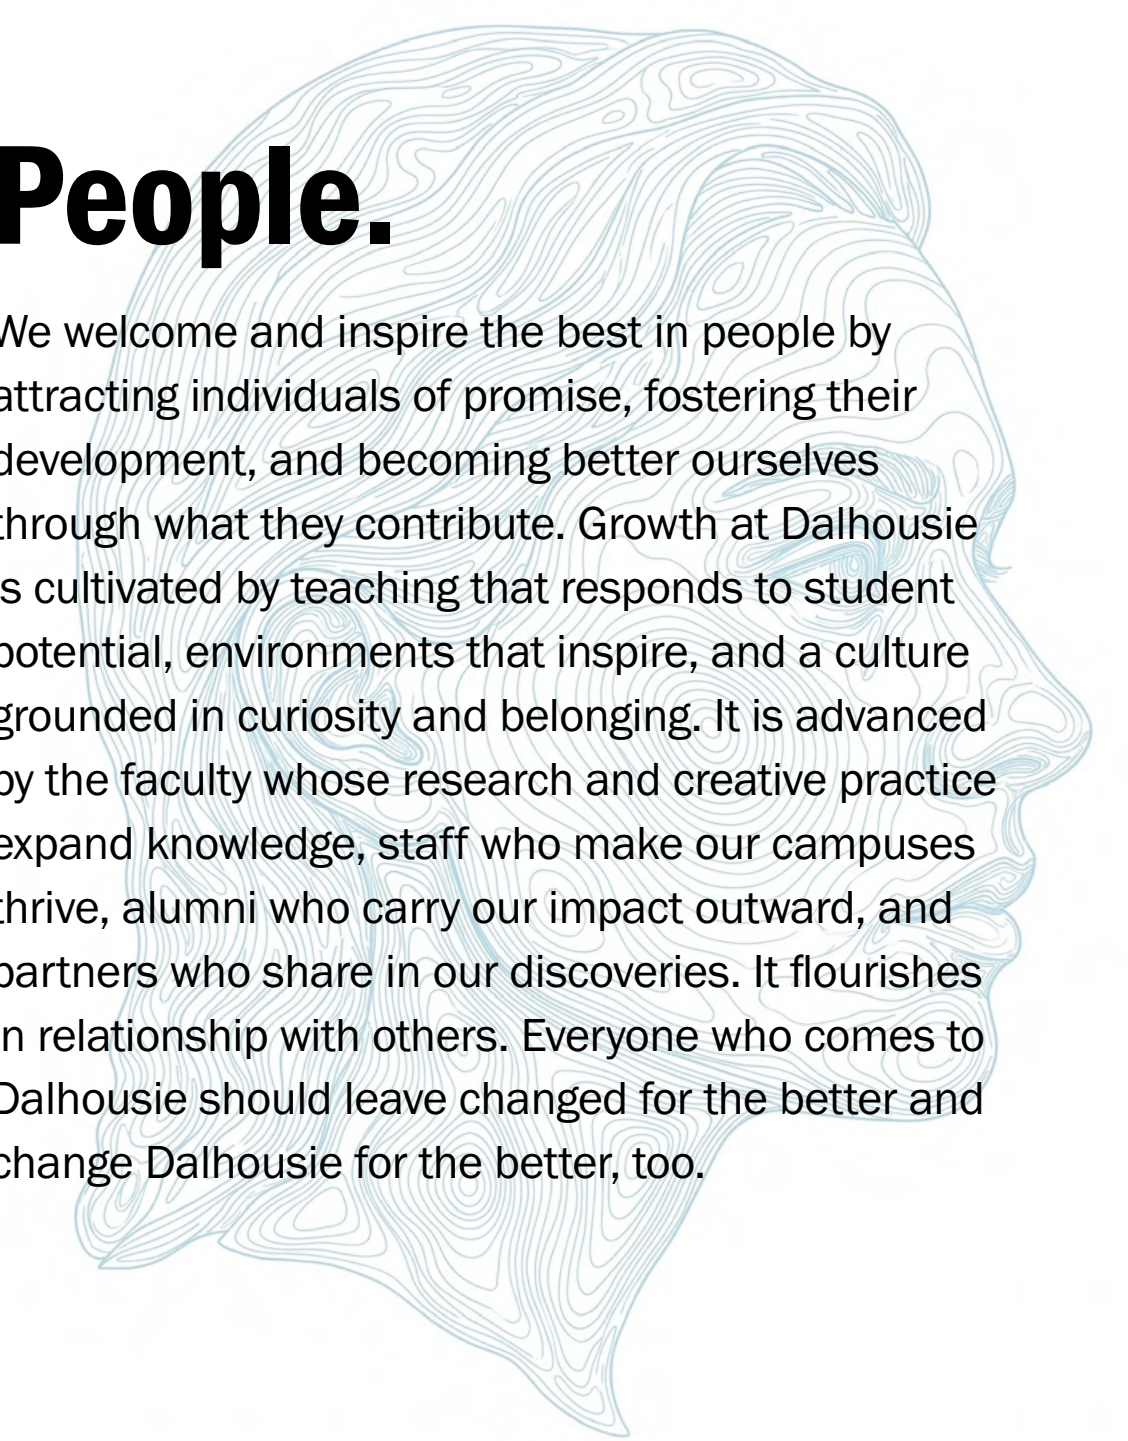 People.
We welcome and inspire the best in people by
attracting individuals of promise, fostering their
development, and becoming better ourselves
through what they contribute. Growth at Dalhousie
is cultivated by teaching that responds to student
potential, environments that inspire, and a culture
grounded in curiosity and belonging. It is advanced
by the faculty whose research and creative practice
expand knowledge, staff who make our campuses
thrive, alumni who carry our impact outward, and
partners who share in our discoveries. It flourishes
in relationship with others. Everyone who comes to
Dalhousie should leave changed for the better and
change Dalhousie for the better, too.